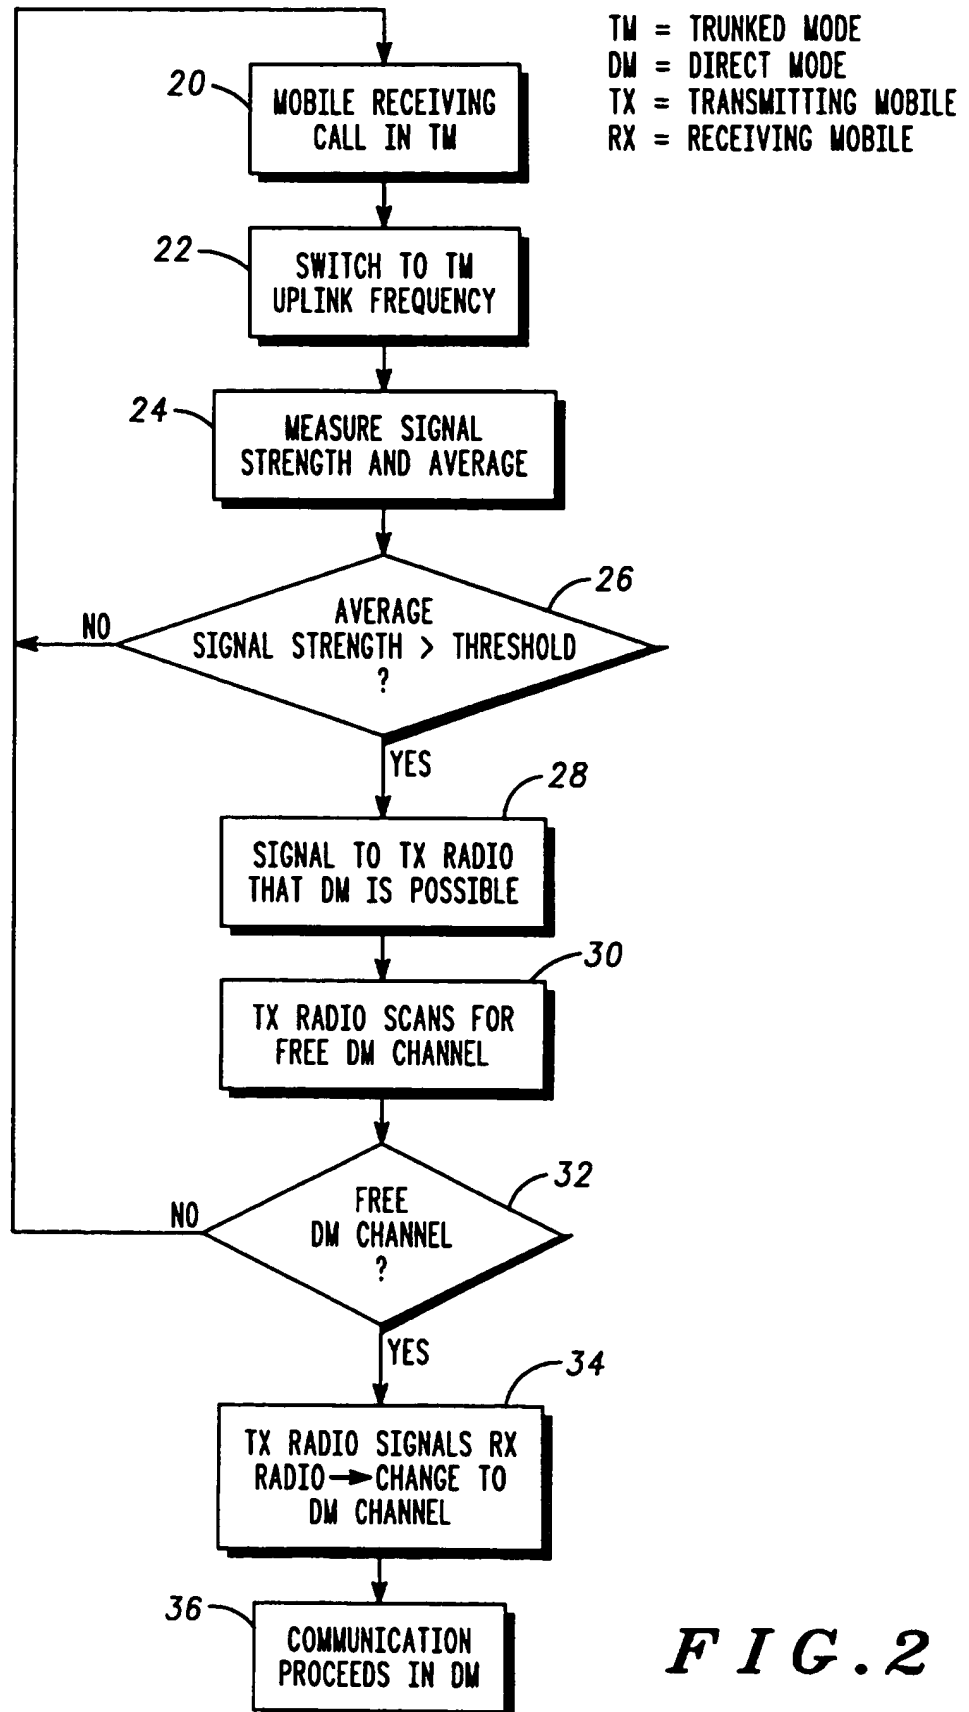 TM = TRUNKED MODE
DM = DIRECT MODE
TX = TRANSMITTING MOBILE
RX = RECEIVING MOBILE
20
MOBILE RECEIVING
CALL IN TM
22
SWITCH TO TM
UPLINK FREQUENCY
24
MEASURE SIGNAL
STRENGTH AND AVERAGE
26
AVERAGE
SIGNAL STRENGTH > THRESHOLD
?
NO
YES
28
SIGNAL TO TX RADIO
THAT DM IS POSSIBLE
30
TX RADIO SCANS FOR
FREE DM CHANNEL
32
FREE
DM CHANNEL
?
NO
YES
34
TX RADIO SIGNALS RX
RADIO → CHANGE TO
DM CHANNEL
36
COMMUNICATION
PROCEEDS IN DM
FIG.2